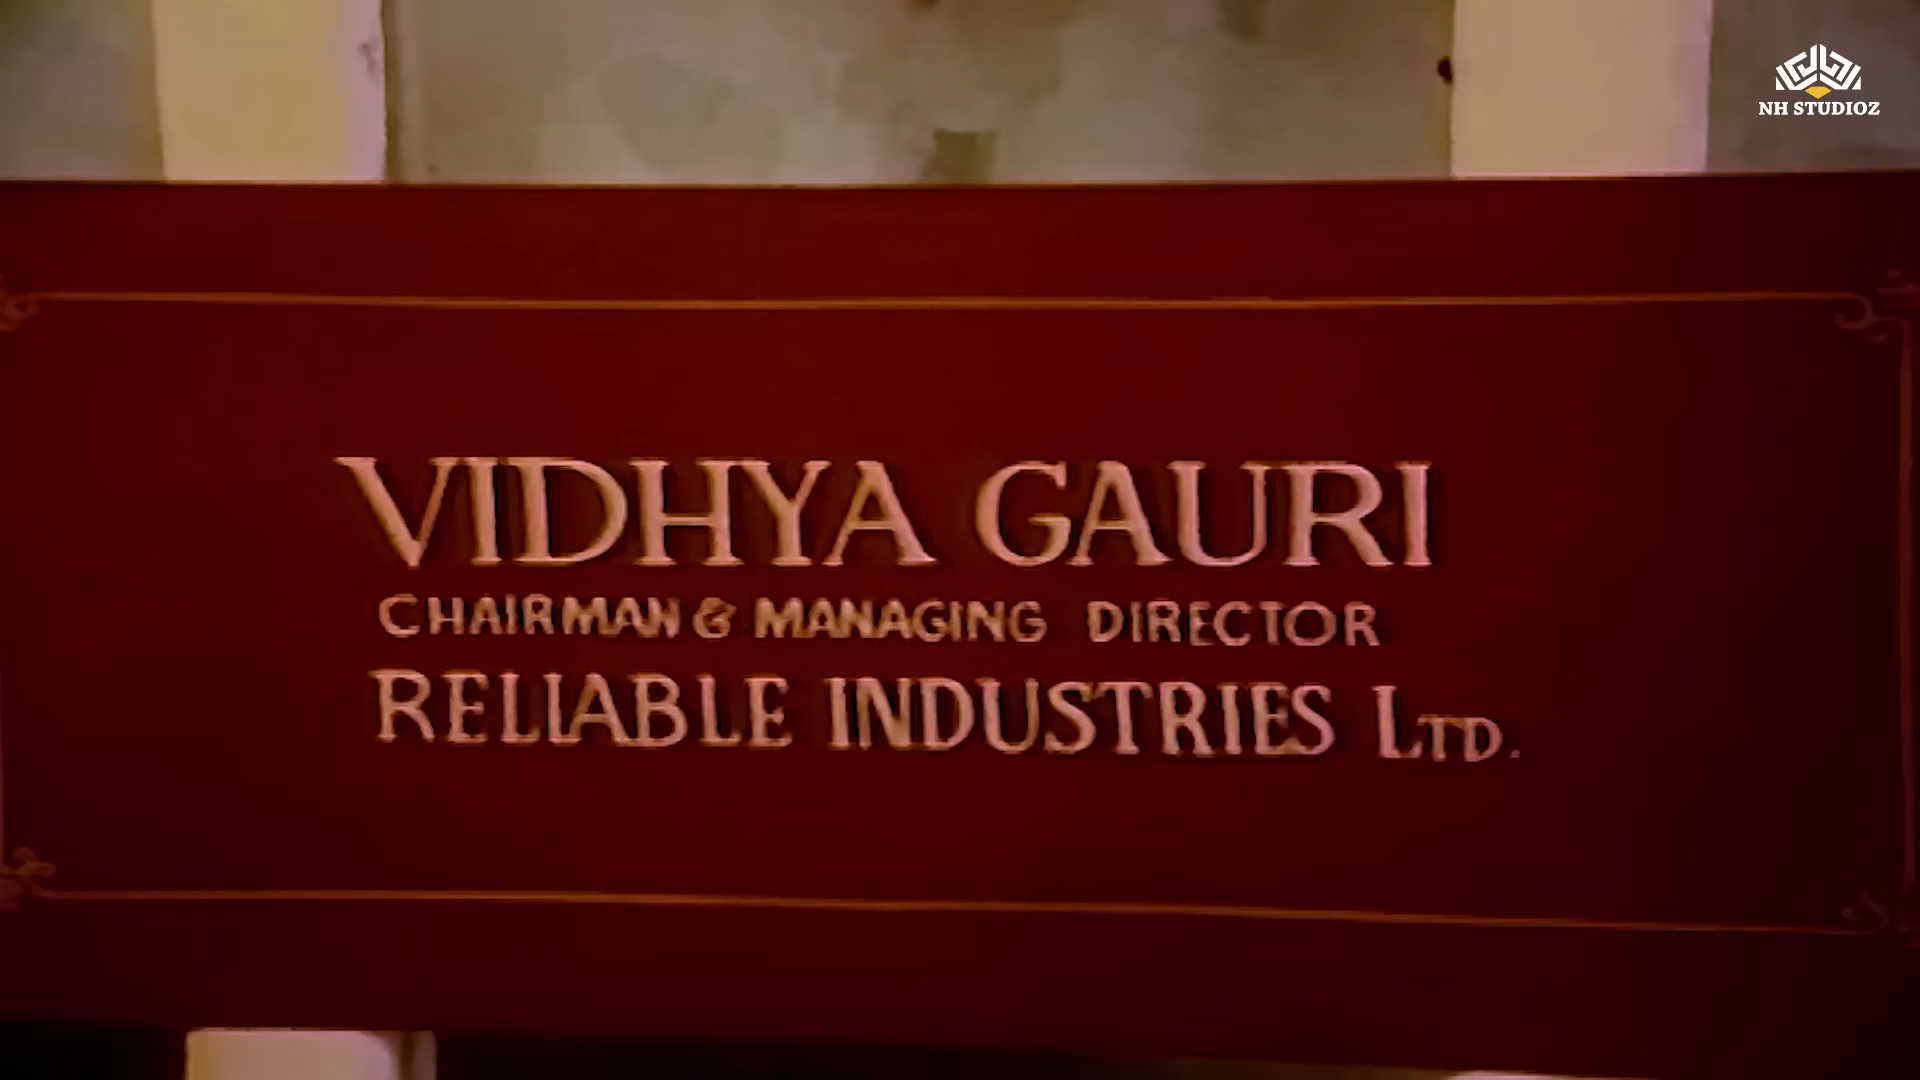 NH STUDIOZ
VIDHYA GAURI
CHAIRMAN & MANAGING DIRECTOR
RELIABLE INDUSTRIES LTD.